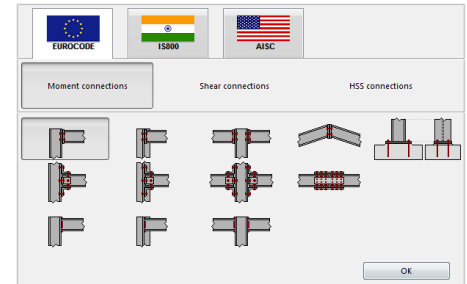 EUROCODE
IS800
AISC
Moment connections
Shear connections
HSS connections
OK